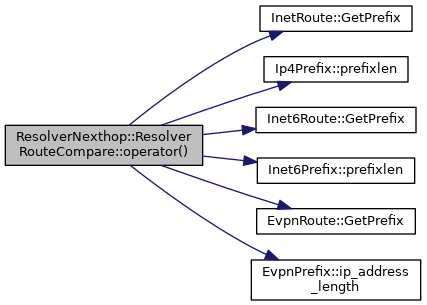 InetRoute::GetPrefix
Ip4Prefix::prefixlen
Inet6Route::GetPrefix
ResolverNexthop::Resolver
RouteCompare::operator()
Inet6Prefix::prefixlen
EvpnRoute::GetPrefix
EvpnPrefix::ip_address
_length